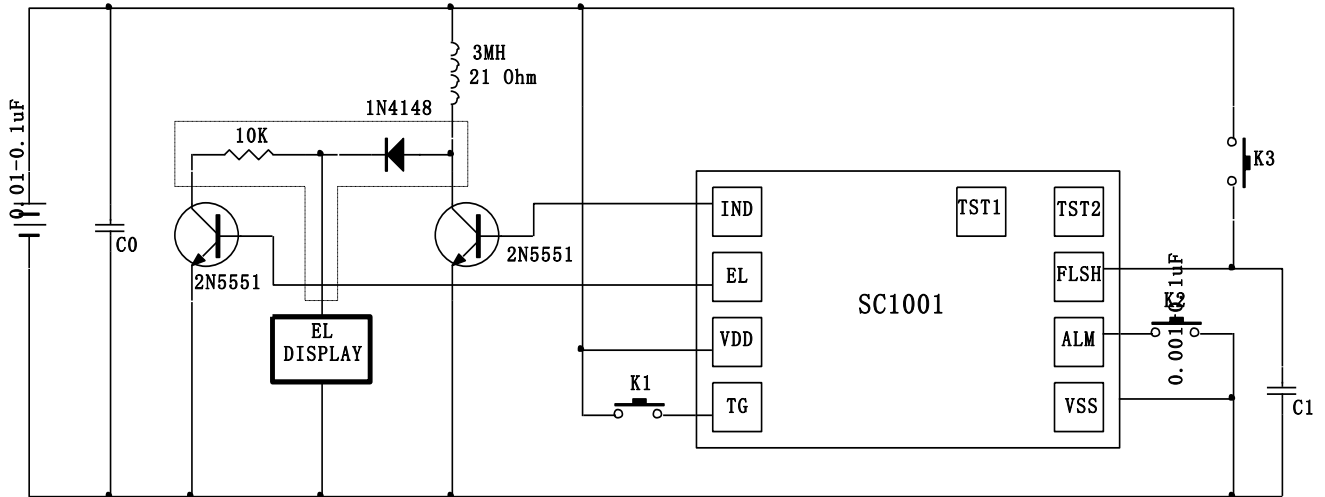 3MH
21 Ohm
1N4148
10K
0.01-0.1uF
C0
2N5551
2N5551
EL
DISPLAY
K1
IND
EL
VDD
TG
SC1001
TST1
TST2
FLSH
ALM
VSS
K3
K2
C1